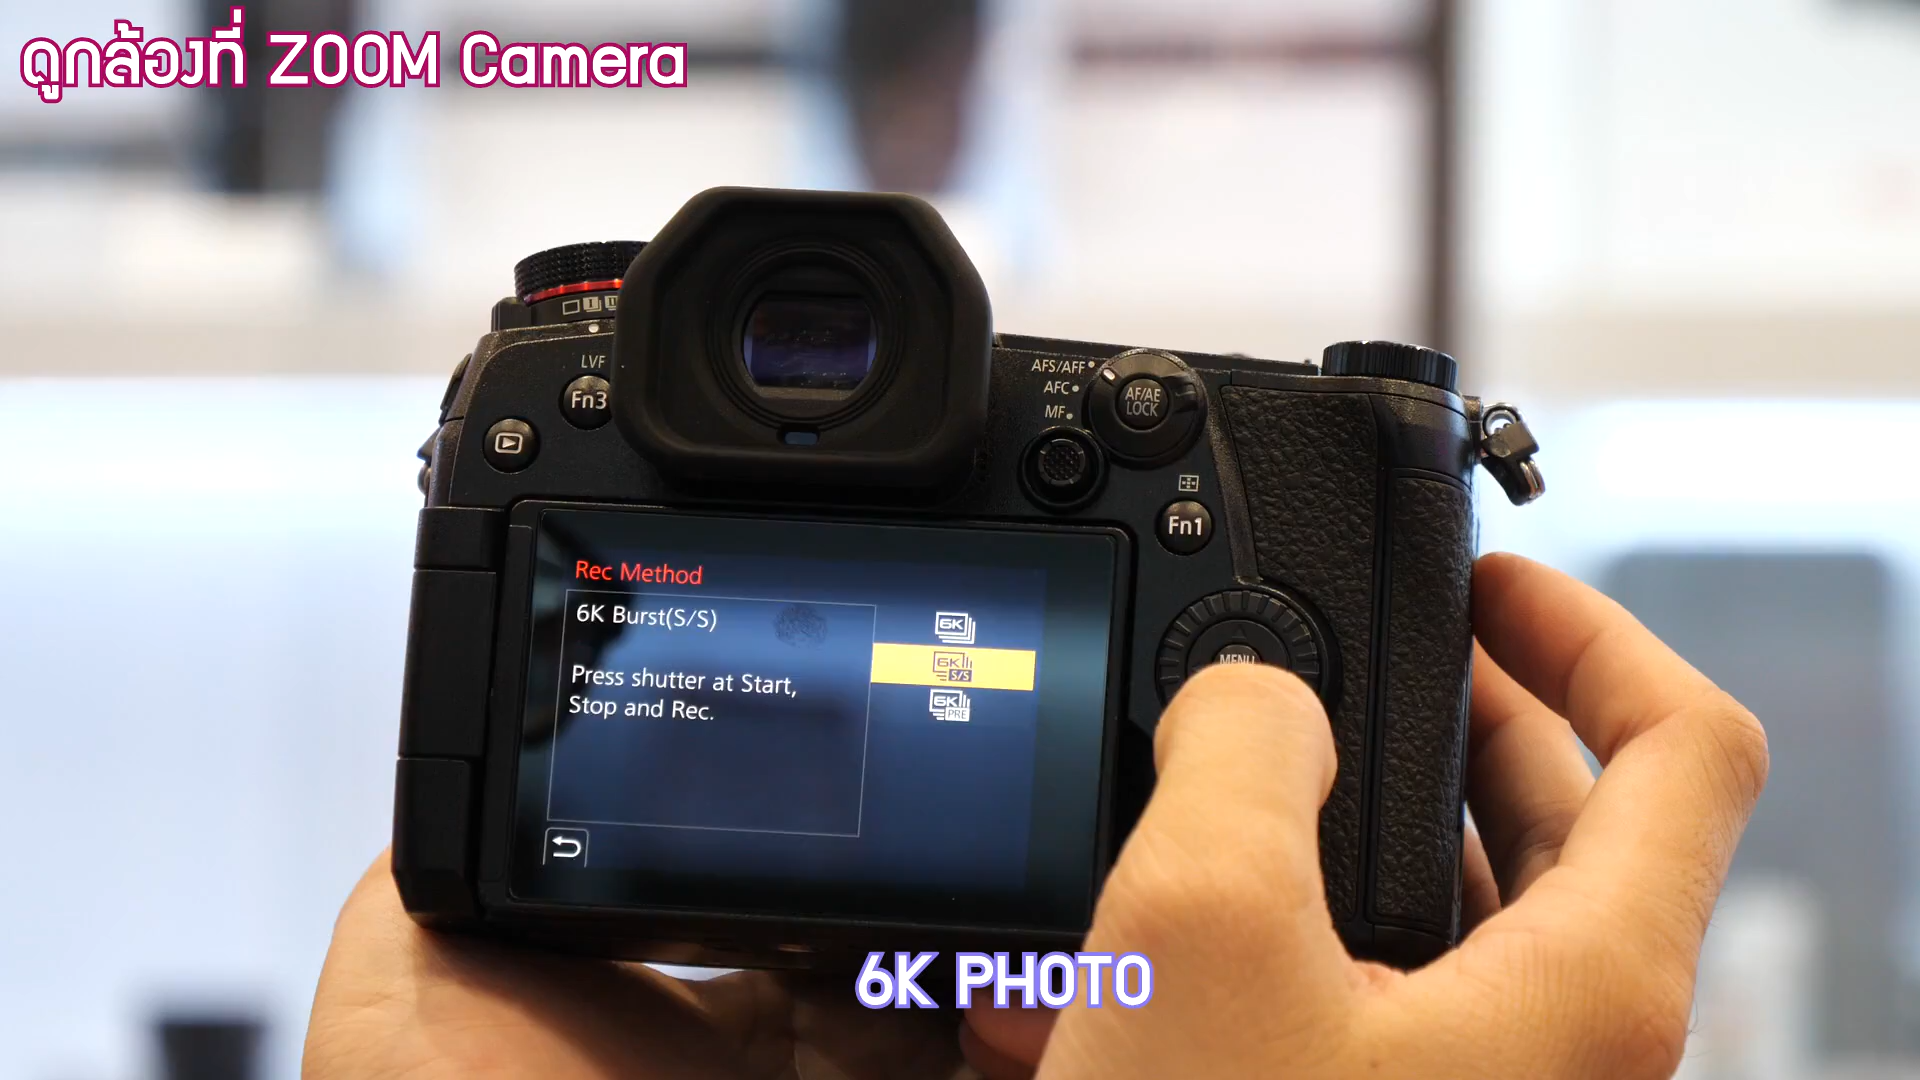 ดูกล้องที่ ZOOM Camera
LVF
Fn3
AFS/AFF
AFC
MF
AF/AE
LOCK
Fn1
MENU
Rec Method
6K Burst(S/S)
Press shutter at Start,
Stop and Rec.
6K
6K
S/S
6K
PRE
6K PHOTO